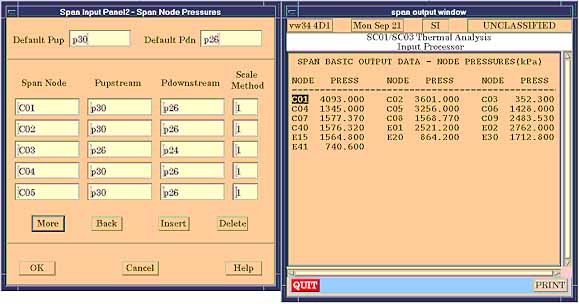 Span Input Panel2 - Span Node Pressures
Default Pup p30 Default Pdn p26
Span Node Pupstream Pdownstream Scale Method
C01 p30 p26 1
C02 p30 p26 1
C03 p26 p24 1
C04 p30 p26 1
C05 p30 p26 1
More Back Insert Delete
OK Cancel Help
span output window
vw34 4D1 Mon Sep 21 SI UNCLASSIFIED
SC01/SC03 Thermal Analysis
Input Processor
SPAN BASIC OUTPUT DATA - NODE PRESSURES(kPa)
NODE PRESS NODE PRESS NODE PRESS
C01 4093.000 C02 3601.000 C03 352.300
C04 1345.000 C05 3256.000 C06 1428.000
C07 1577.370 C08 1568.770 C09 2483.530
C40 1576.320 E01 2521.200 E02 2762.000
E15 1564.800 E20 864.200 E30 1712.800
E41 740.600
QUIT PRINT